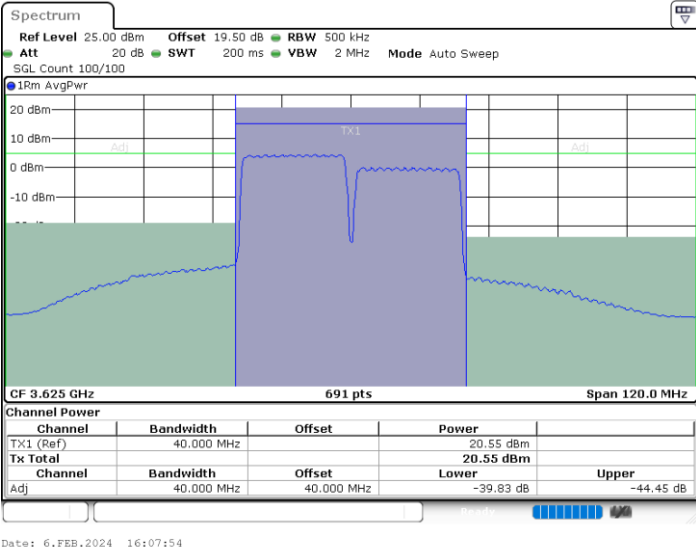 Spectrum
Ref Level 25.00 dBm Offset 19.50 dB RBW 500 kHz
Att 20 dB SWT 200 ms VBW 2 MHz Mode Auto Sweep
SGL Count 100/100
1Rm AvgPwr
20 dBm
TX1
10 dBm
Adj Adj
0 dBm
-10 dBm
CF 3.625 GHz 691 pts Span 120.0 MHz
Channel Power
Channel Bandwidth Offset Power
TX1 (Ref) 40.000 MHz 20.55 dBm
Tx Total 20.55 dBm
Channel Bandwidth Offset Lower Upper
Adj 40.000 MHz 40.000 MHz -39.83 dB -44.45 dB
Ready
Date: 6.FEB.2024 16:07:54